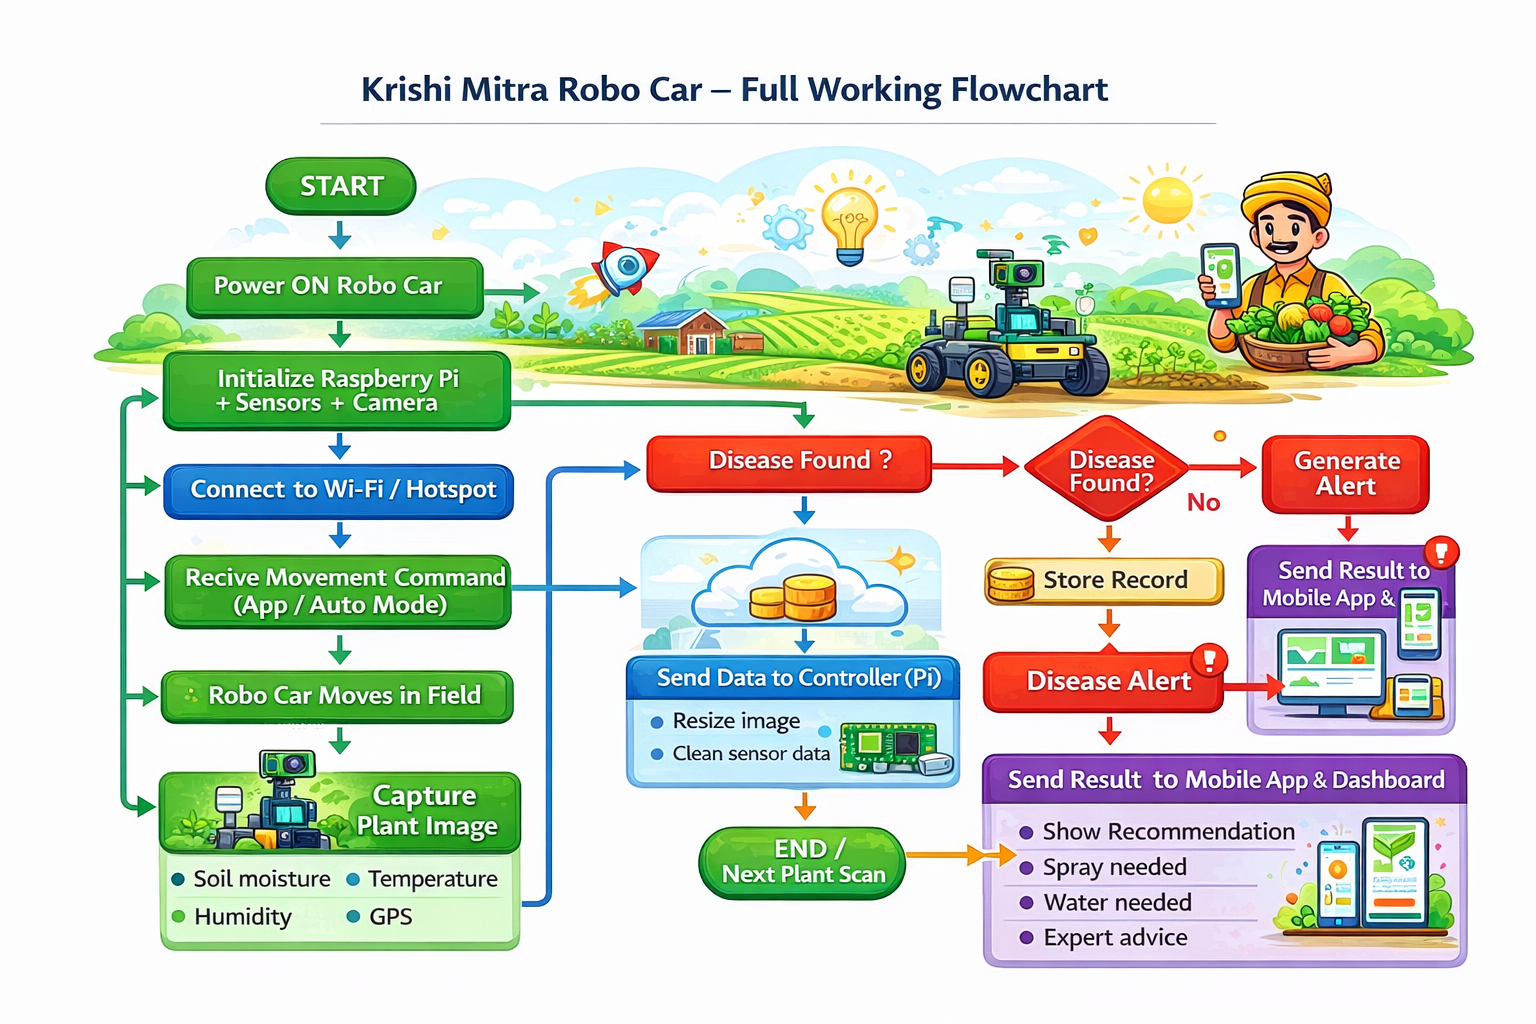 Krishi Mitra Robo Car – Full Working Flowchart
START
Power ON Robo Car
Initialize Raspberry Pi
+ Sensors + Camera
Connect to Wi-Fi / Hotspot
Recive Movement Command
(App / Auto Mode)
Robo Car Moves in Field
Capture
Plant Image
Soil moisture
Temperature
Humidity
GPS
Disease Found ?
Send Data to Controller (Pi)
Resize image
Clean sensor data
END /
Next Plant Scan
Disease
Found?
No
Generate
Alert
Store Record
Disease Alert
Send Result to
Mobile App &
Send Result to Mobile App & Dashboard
Show Recommendation
Spray needed
Water needed
Expert advice